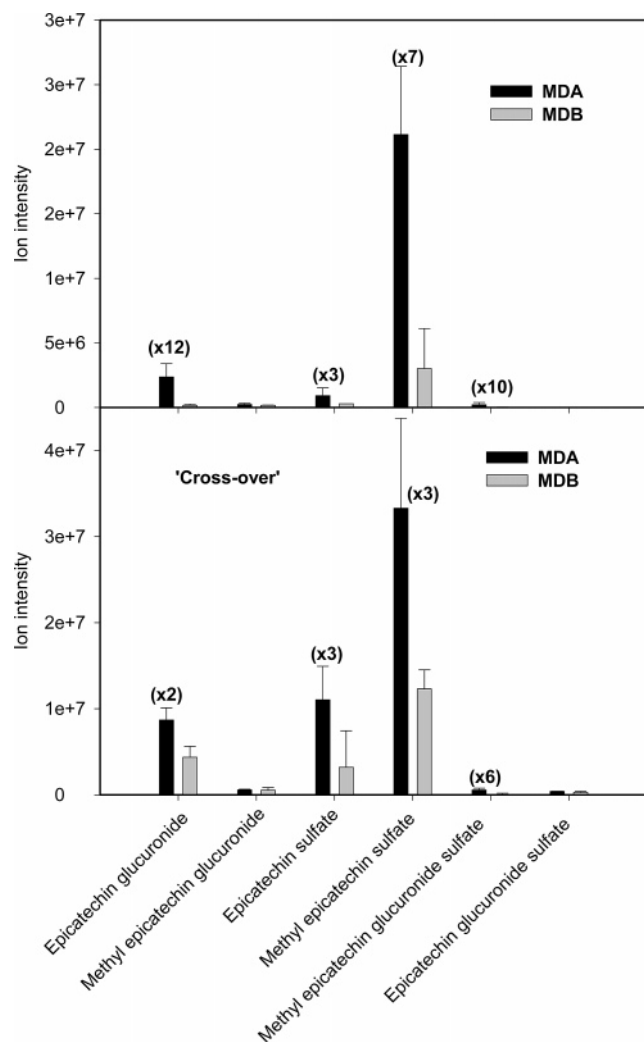 3e+7
3e+7
2e+7
2e+7
1e+7
5e+6
0
Ion intensity
(x7)
MDA
MDB
(x12)
(x3)
(x10)
4e+7
3e+7
2e+7
1e+7
0
Ion intensity
'Cross-over'
MDA
MDB
(x3)
(x3)
(x2)
(x6)
Epicatechin glucuronide
Methyl epicatechin glucuronide
Epicatechin sulfate
Methyl epicatechin sulfate
Methyl epicatechin glucuronide sulfate
Epicatechin glucuronide sulfate